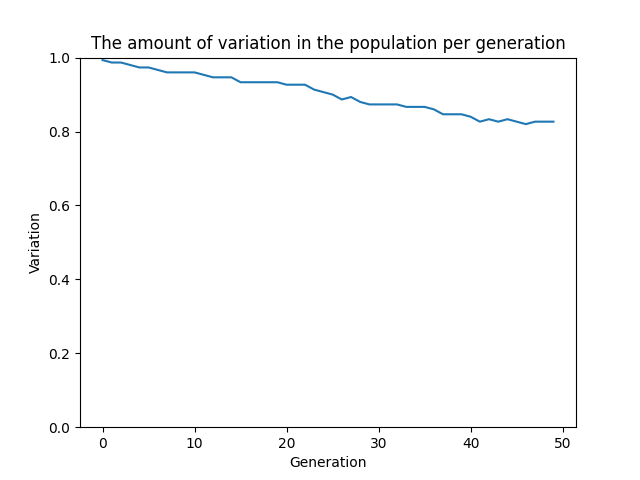 The amount of variation in the population per generation
1.0
0.8
0.6
0.4
0.2
0.0
Variation
0 10 20 30 40 50
Generation